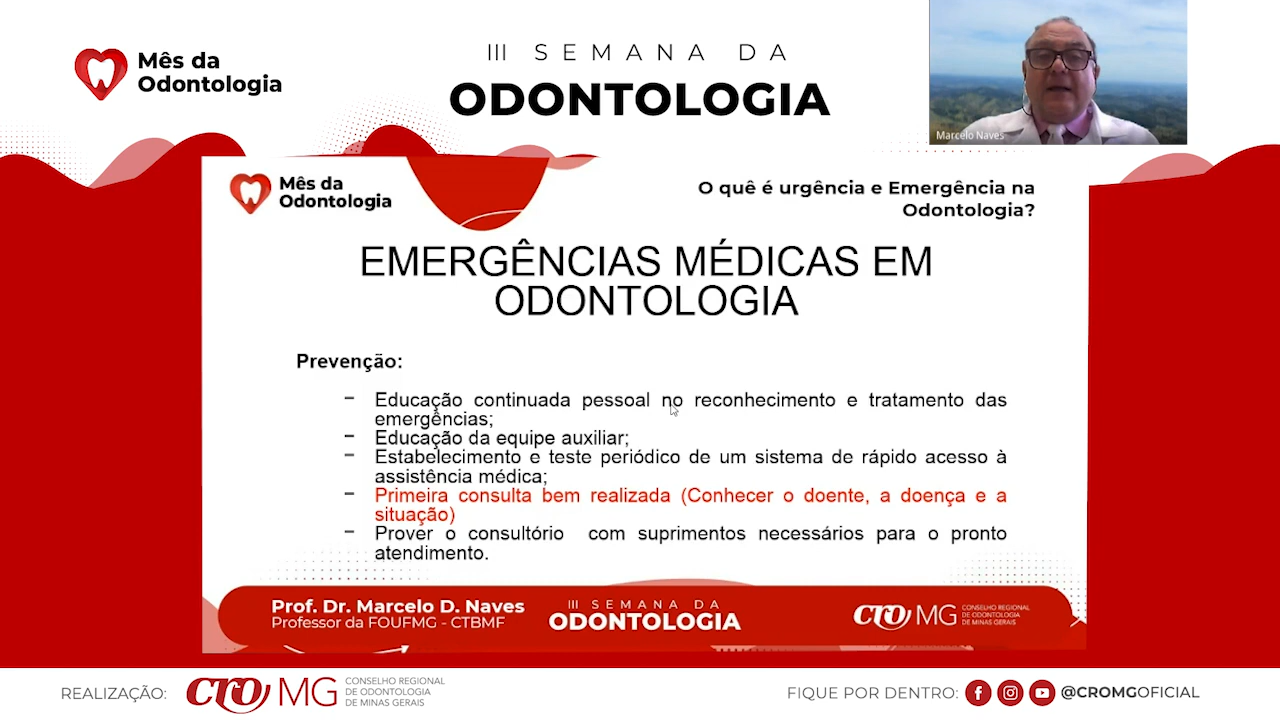 Mês da
Odontologia
III SEMANA DA
ODONTOLOGIA
Marcelo Naves
Mês da
Odontologia
O quê é urgência e Emergência na
Odontologia?
EMERGÊNCIAS MÉDICAS EM
ODONTOLOGIA
Prevenção:
− Educação continuada pessoal no reconhecimento e tratamento das
emergências;
− Educação da equipe auxiliar;
− Estabelecimento e teste periódico de um sistema de rápido acesso à
assistência médica;
− Primeira consulta bem realizada (Conhecer o doente, a doença e a
situação)
− Prover o consultório com suprimentos necessários para o pronto
atendimento.
Prof. Dr. Marcelo D. Naves
Professor da FOUFMG - CTBMF
III SEMANA DA
ODONTOLOGIA
CRO MG
CONSELHO REGIONAL
DE ODONTOLOGIA
DE MINAS GERAIS
REALIZAÇÃO:
CRO MG
CONSELHO REGIONAL
DE ODONTOLOGIA
DE MINAS GERAIS
FIQUE POR DENTRO:
@CROMGOFICIAL